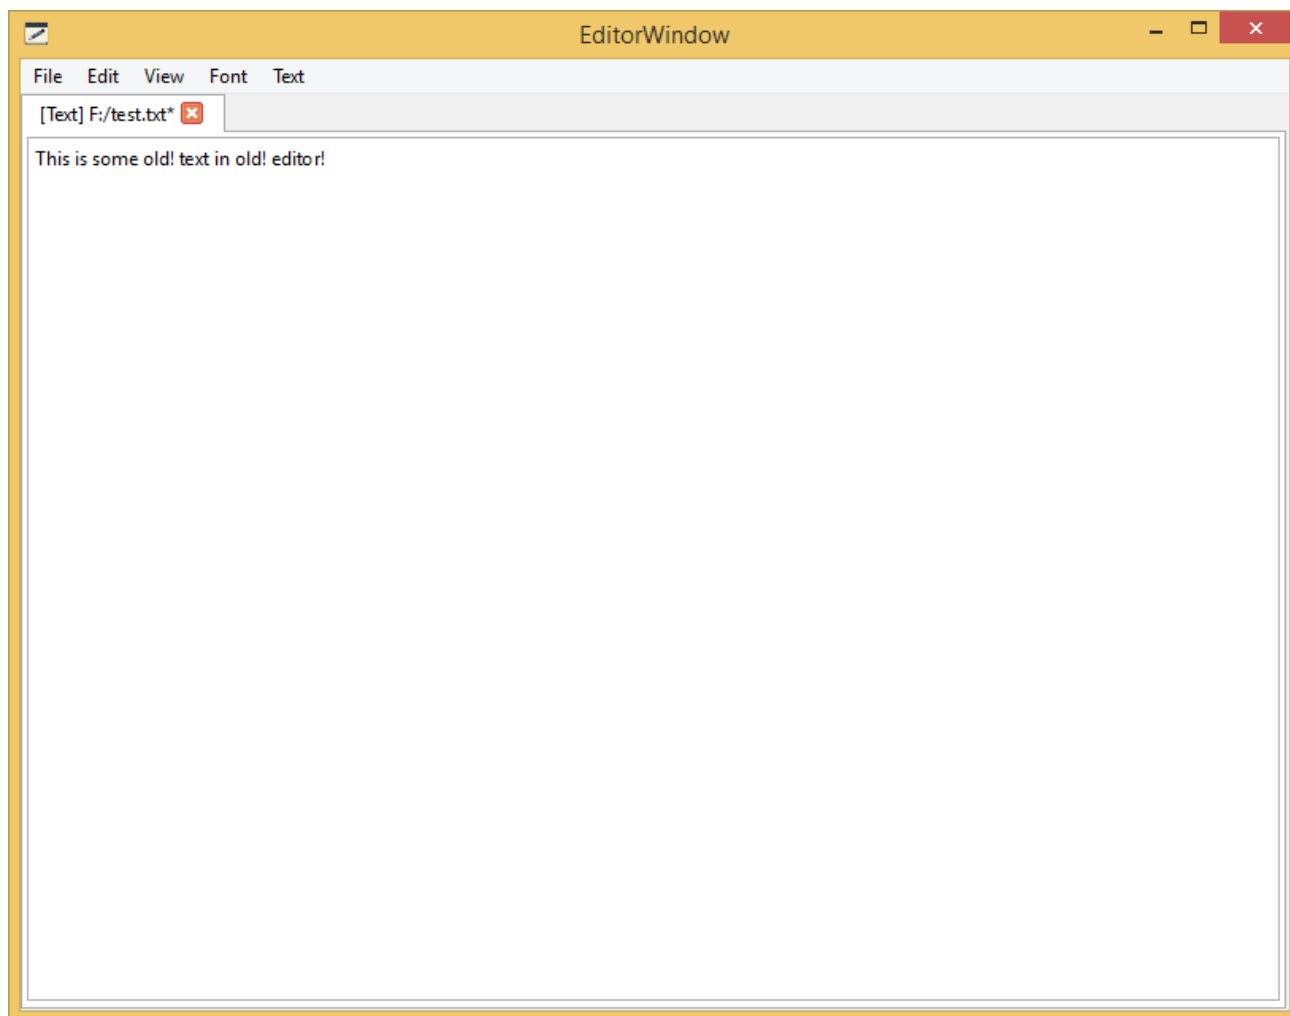 EditorWindow
File Edit View Font Text
[Text] F:/test.txt*
This is some old! text in old! editor!